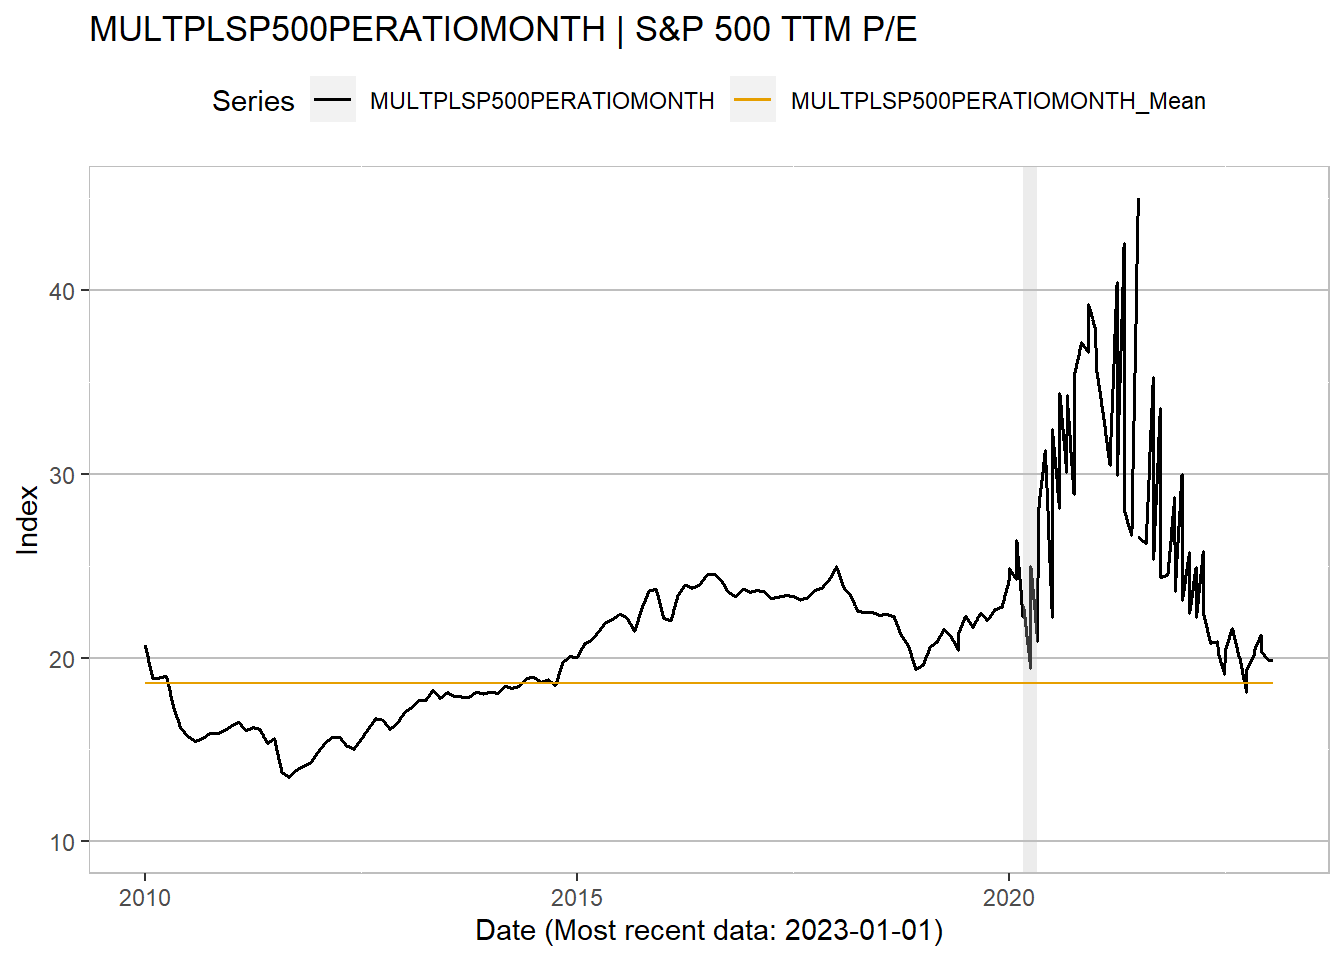 MULTPLSP500PERATIOMONTH | S&P 500 TTM P/E
Series MULTPLSP500PERATIOMONTH MULTPLSP500PERATIOMONTH_Mean
40
30
20
10
Index
2010 2015 2020
Date (Most recent data: 2023-01-01)